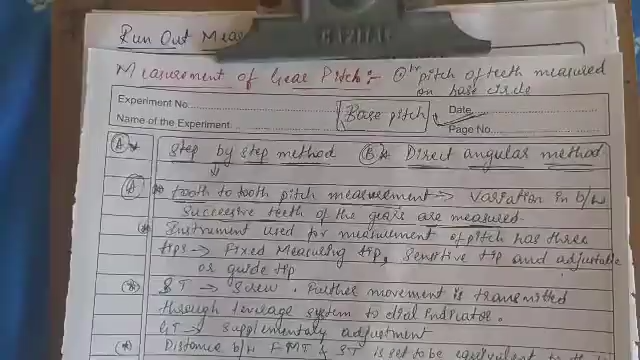 Run Out Mea
CAPITAL
Measurement of Gear Pitch:- pitch of teeth measured
on base circle
Experiment No.
Name of the Experiment
Base pitch
Date
Page No.
(A) Step by step method (B) Direct angular method
(A) tooth to tooth pitch measurement -> Variation in b/w
successive teeth of the gears are measured.
Instrument used for measurement of pitch has three
tips -> Fixed Measuring tip, sensitive tip and adjustable
or guide tip
ST -> screw. Further movement is transmitted
through leverage system to dial indicator.
GT -> supplementary adjustment
Distance b/w FMT & ST is set to be equivalent to